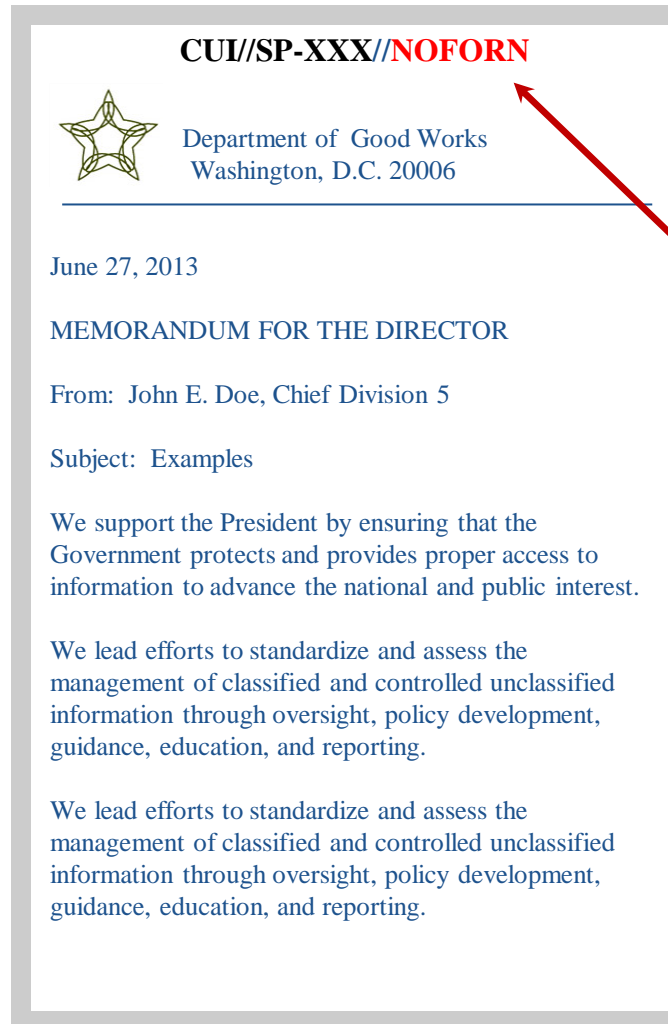 CUI//SP-XXX//NOFORN
Department of Good Works
Washington, D.C. 20006
June 27, 2013
MEMORANDUM FOR THE DIRECTOR
From: John E. Doe, Chief Division 5
Subject: Examples
We support the President by ensuring that the
Government protects and provides proper access to
information to advance the national and public interest.
We lead efforts to standardize and assess the
management of classified and controlled unclassified
information through oversight, policy development,
guidance, education, and reporting.
We lead efforts to standardize and assess the
management of classified and controlled unclassified
information through oversight, policy development,
guidance, education, and reporting.